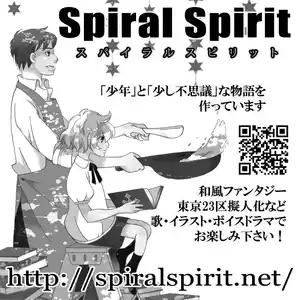 Spiral Spirit
スパイラルスピリット
「少年」と「少し不思議」な物語を
作っています
和風ファンタジー
東京23区擬人化など
歌・イラスト・ボイスドラマで
お楽しみ下さい！
http://spiralspirit.net/